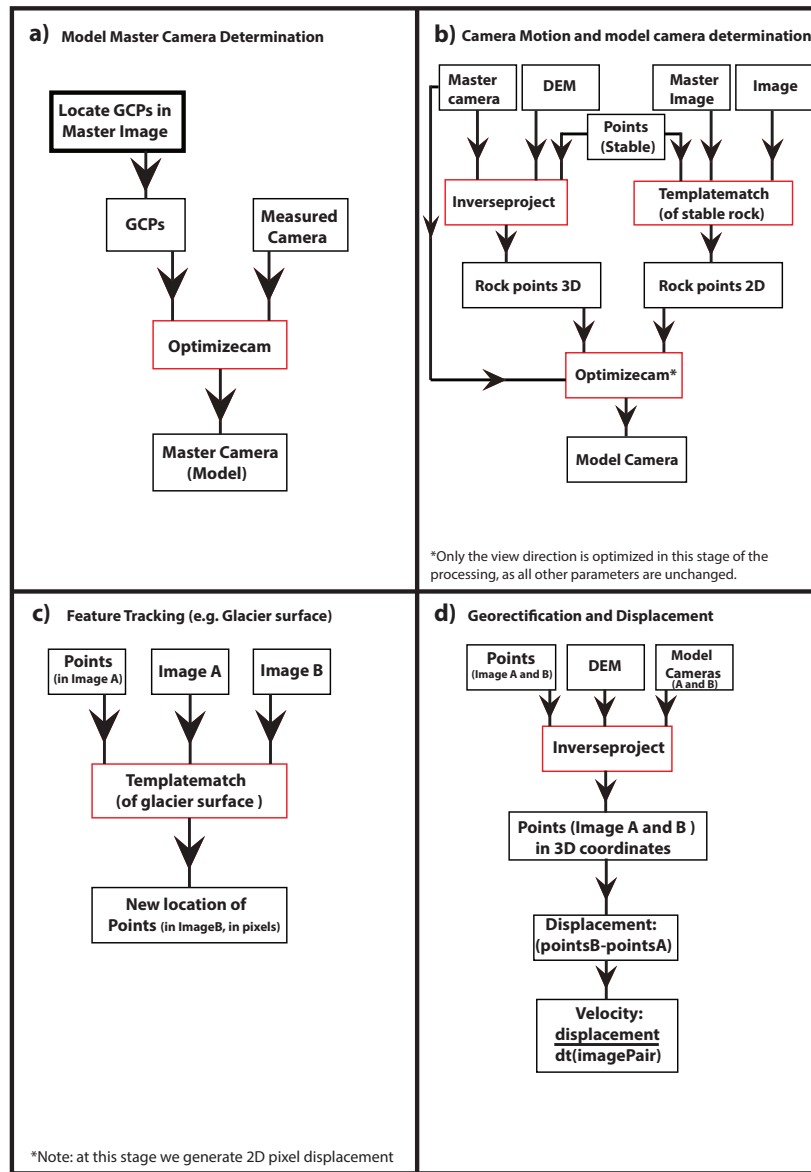 a) Model Master Camera Determination
Locate GCPs in
Master Image
GCPs
Measured
Camera
Optimizecam
Master Camera
(Model)
b) Camera Motion and model camera determination
Master
camera
DEM
Master
Image
Image
Points
(Stable)
Inverseproject
Templatematch
(of stable rock)
Rock points 3D
Rock points 2D
Optimizecam*
Model Camera
*Only the view direction is optimized in this stage of the
processing, as all other parameters are unchanged.
c) Feature Tracking (e.g. Glacier surface)
Points
(in Image A)
Image A
Image B
Templatematch
(of glacier surface )
New location of
Points (in ImageB, in pixels)
*Note: at this stage we generate 2D pixel displacement
d) Georectification and Displacement
Points
(Image A and B)
DEM
Model
Cameras
(A and B)
Inverseproject
Points (Image A and B )
in 3D coordinates
Displacement:
(pointsB-pointsA)
Velocity:
displacement
dt(imagePair)